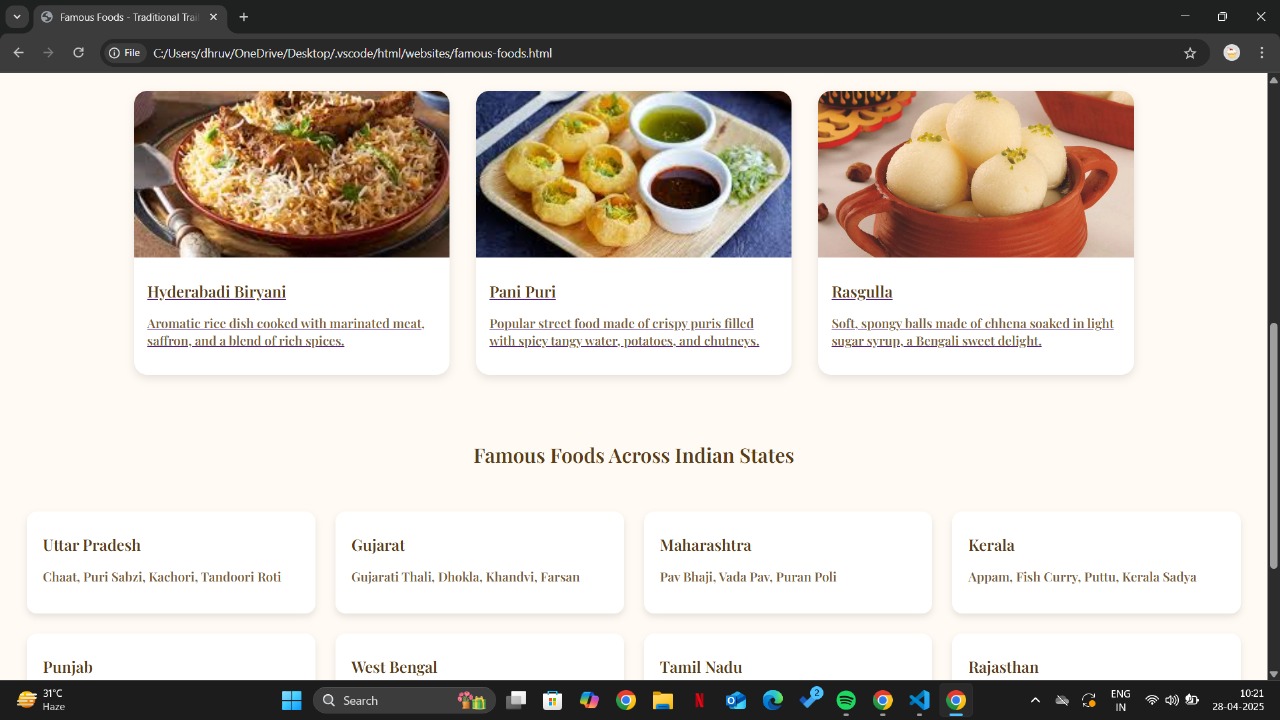 Famous Foods - Traditional Trail
File
C:/Users/dhruv/OneDrive/Desktop/.vscode/html/websites/famous-foods.html
Hyderabadi Biryani
Aromatic rice dish cooked with marinated meat,
saffron, and a blend of rich spices.
Pani Puri
Popular street food made of crispy puris filled
with spicy tangy water, potatoes, and chutneys.
Rasgulla
Soft, spongy balls made of chhena soaked in light
sugar syrup, a Bengali sweet delight.
Famous Foods Across Indian States
Uttar Pradesh
Chaat, Puri Sabzi, Kachori, Tandoori Roti
Gujarat
Gujarati Thali, Dhokla, Khandvi, Farsan
Maharashtra
Pav Bhaji, Vada Pav, Puran Poli
Kerala
Appam, Fish Curry, Puttu, Kerala Sadya
Punjab
West Bengal
Tamil Nadu
Rajasthan
31°C
Haze
Search
2
ENG
IN
10:21
28-04-2025